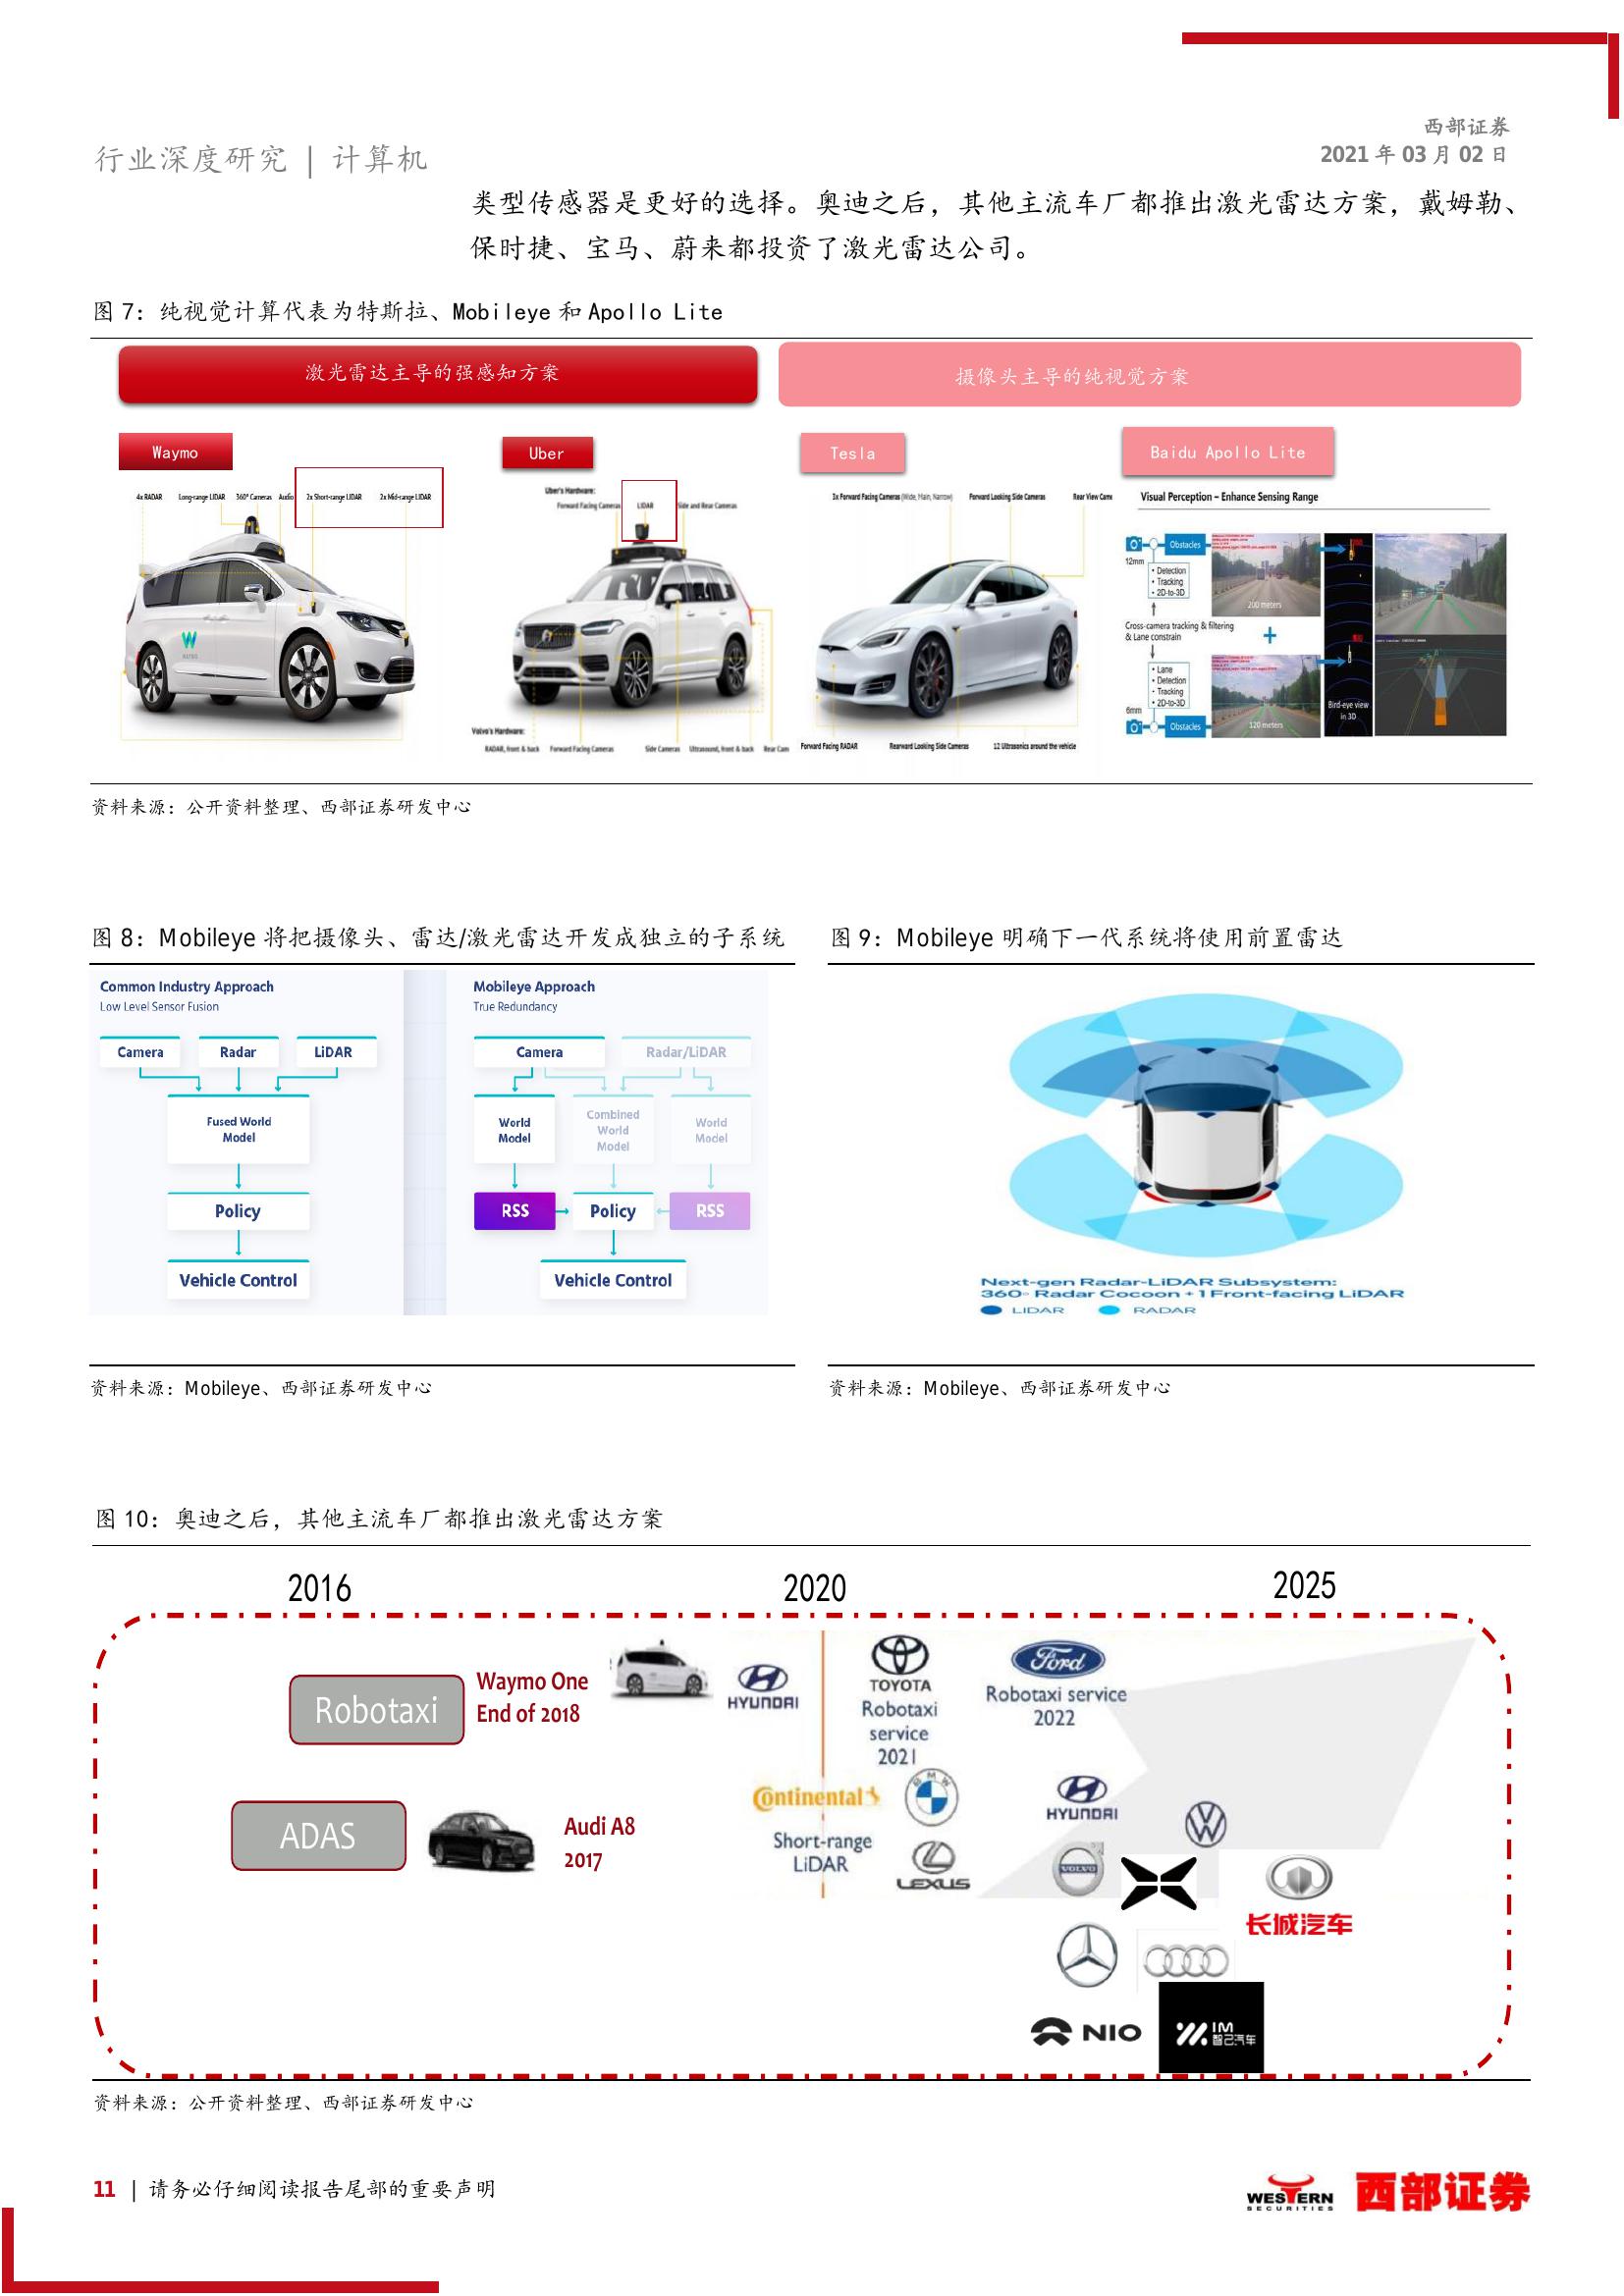 西部证券
2021 年 03 月 02 日
行业深度研究 | 计算机
类型传感器是更好的选择。奥迪之后，其他主流车厂都推出激光雷达方案，戴姆勒、
保时捷、宝马、蔚来都投资了激光雷达公司。
图 7：纯视觉计算代表为特斯拉、Mobileye 和 Apollo Lite
激光雷达主导的强感知方案
摄像头主导的纯视觉方案
Waymo
4x RADAR Long-range LIDAR 360° Cameras Audio 2x Short-range LIDAR 2x Mid-range LIDAR
Uber
Uber's Hardware:
Forward Facing Cameras LIDAR Side and Rear Cameras
Volvo's Hardware:
RADAR, front & back Forward Facing Cameras Side Cameras Ultrasound, front & back Rear Cam
Tesla
3x Forward Facing Cameras (Wide, Main, Narrow) Forward Looking Side Cameras Rear View Came
Forward Facing RADAR Rearward Looking Side Cameras 12 Ultrasonics around the vehicle
Baidu Apollo Lite
Visual Perception – Enhance Sensing Range
Obstacles
12mm
• Detection
• Tracking
• 2D-to-3D
200 meters
Cross-camera tracking & filtering
& Lane constrain
+
• Lane
• Detection
• Tracking
• 2D-to-3D
6mm
Obstacles
120 meters
Bird-eye view
in 3D
资料来源：公开资料整理、西部证券研发中心
图 8：Mobileye 将把摄像头、雷达/激光雷达开发成独立的子系统
Common Industry Approach
Low Level Sensor Fusion
Camera Radar LiDAR
Fused World
Model
Policy
Vehicle Control
Mobileye Approach
True Redundancy
Camera Radar/LiDAR
World
Model
Combined
World
Model
World
Model
RSS Policy RSS
Vehicle Control
资料来源：Mobileye、西部证券研发中心
图 9：Mobileye 明确下一代系统将使用前置雷达
Next-gen Radar-LiDAR Subsystem:
360° Radar Cocoon + 1 Front-facing LiDAR
LIDAR RADAR
资料来源：Mobileye、西部证券研发中心
图 10：奥迪之后，其他主流车厂都推出激光雷达方案
2016 2020 2025
Robotaxi
Waymo One
End of 2018
HYUNDAI
TOYOTA
Robotaxi
service
2021
Ford
Robotaxi service
2022
ADAS
Audi A8
2017
Continental
Short-range
LiDAR
BMW
LEXUS
HYUNDAI
VOLVO
长城汽车
NIO
IM
智己汽车
资料来源：公开资料整理、西部证券研发中心
11 | 请务必仔细阅读报告尾部的重要声明
WESTERN
SECURITIES
西部证券